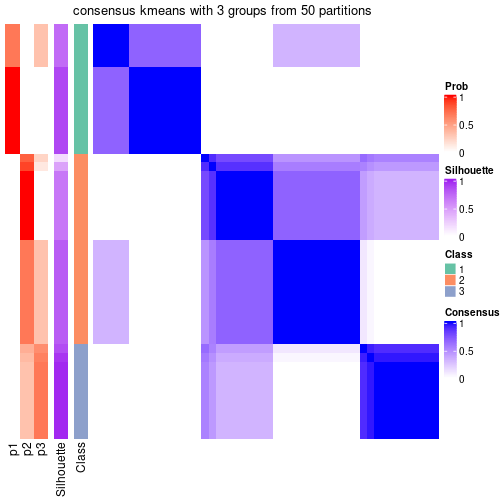 consensus kmeans with 3 groups from 50 partitions
Prob
1
0.5
0
Silhouette
1
0.5
0
Class
1
2
3
Consensus
1
0.5
0
p1
p2
p3
Silhouette
Class